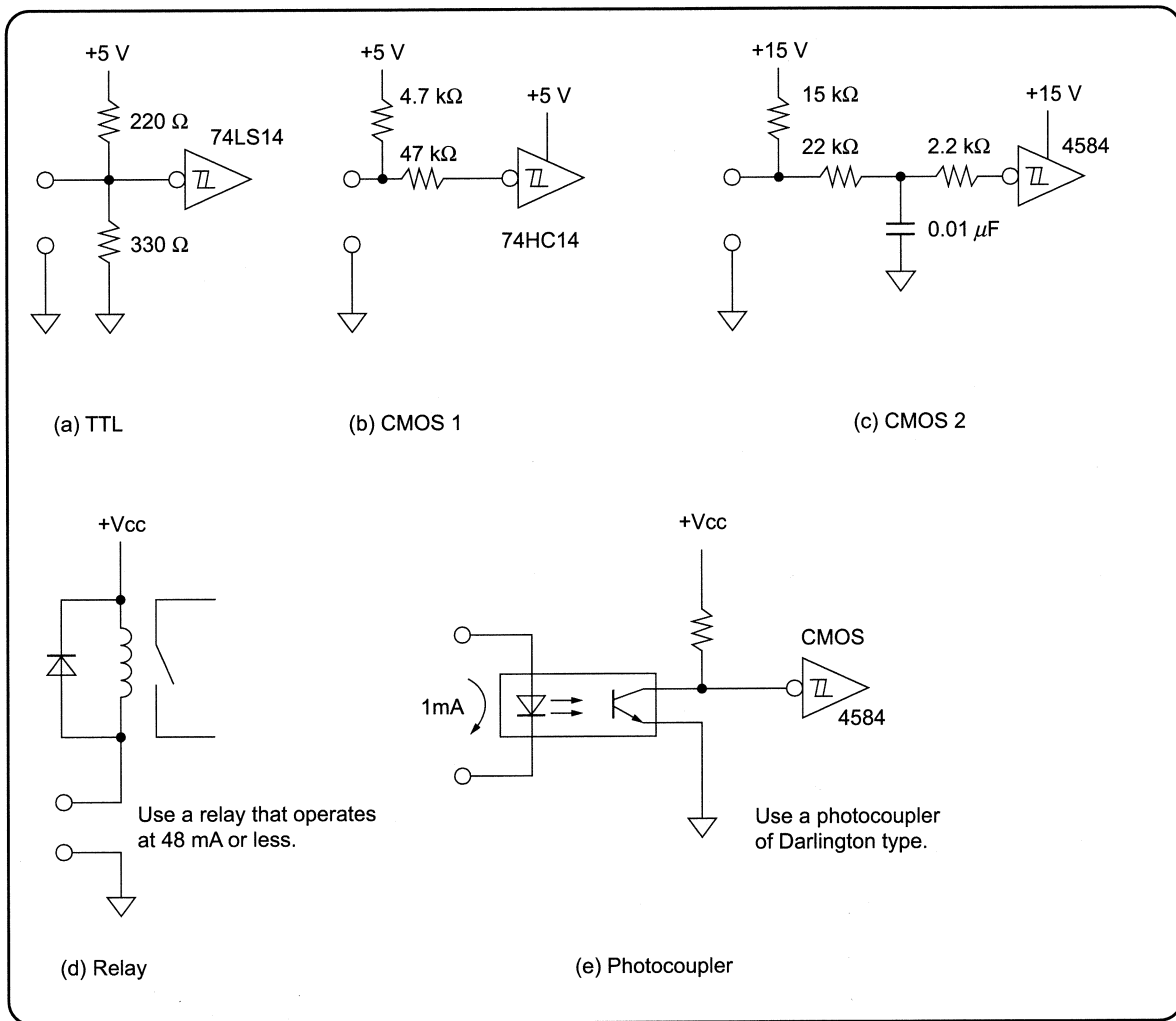 +5 V
220 Ω
74LS14
330 Ω
(a) TTL
+5 V
4.7 kΩ
+5 V
47 kΩ
74HC14
(b) CMOS 1
+15 V
15 kΩ
+15 V
22 kΩ
2.2 kΩ
4584
0.01 μF
(c) CMOS 2
+Vcc
Use a relay that operates
at 48 mA or less.
(d) Relay
+Vcc
CMOS
1mA
4584
Use a photocoupler
of Darlington type.
(e) Photocoupler